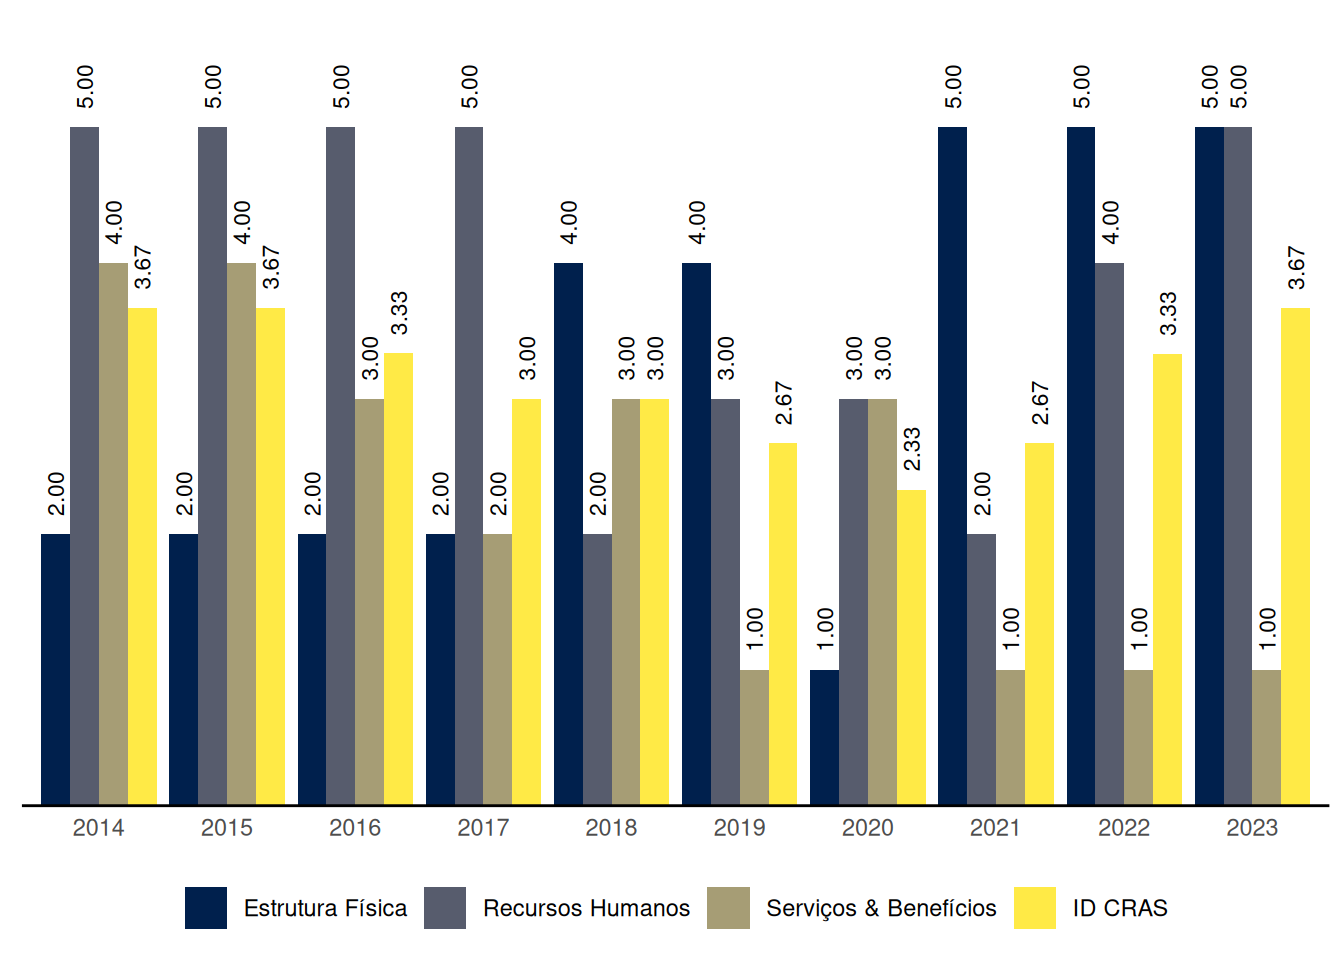 5.00 5.00 5.00 5.00 5.00 5.00 5.00 5.00
4.00 4.00 4.00 4.00 4.00
3.67 3.67 3.67
3.33 3.33
3.00 3.00 3.00 3.00 3.00 3.00 3.00
2.67 2.67
2.33
2.00 2.00 2.00 2.00 2.00 2.00 2.00
1.00 1.00 1.00 1.00 1.00
2014 2015 2016 2017 2018 2019 2020 2021 2022 2023
Estrutura Física Recursos Humanos Serviços & Benefícios ID CRAS